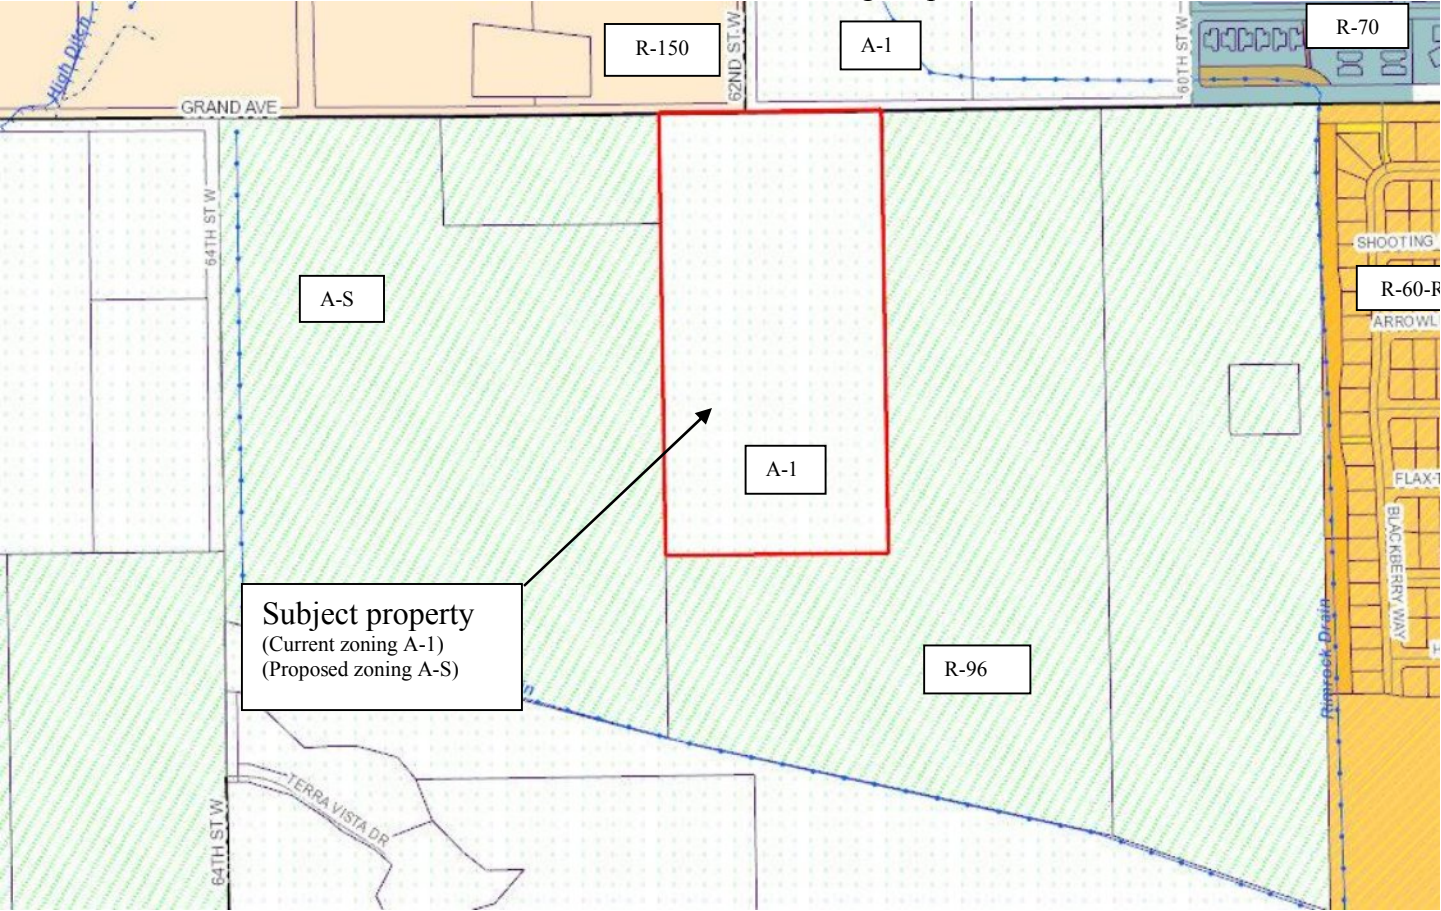 High Ditch
GRAND AVE
R-150
62ND ST W
A-1
60TH ST W
R-70
64TH ST W
A-S
SHOOTING
R-60-R
ARROWL
A-1
FLAX-T
BLACKBERRY WAY
Subject property
(Current zoning A-1)
(Proposed zoning A-S)
R-96
Rimrock Drain
H
n
TERRA VISTA DR
64TH ST W